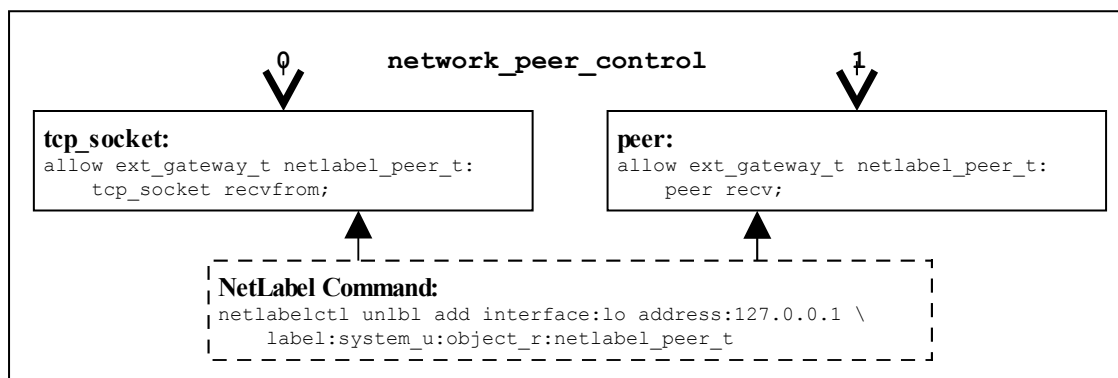 0 network_peer_control 1
tcp_socket:
allow ext_gateway_t netlabel_peer_t:
tcp_socket recvfrom;
peer:
allow ext_gateway_t netlabel_peer_t:
peer recv;
NetLabel Command:
netlabelctl unlbl add interface:lo address:127.0.0.1 \
label:system_u:object_r:netlabel_peer_t